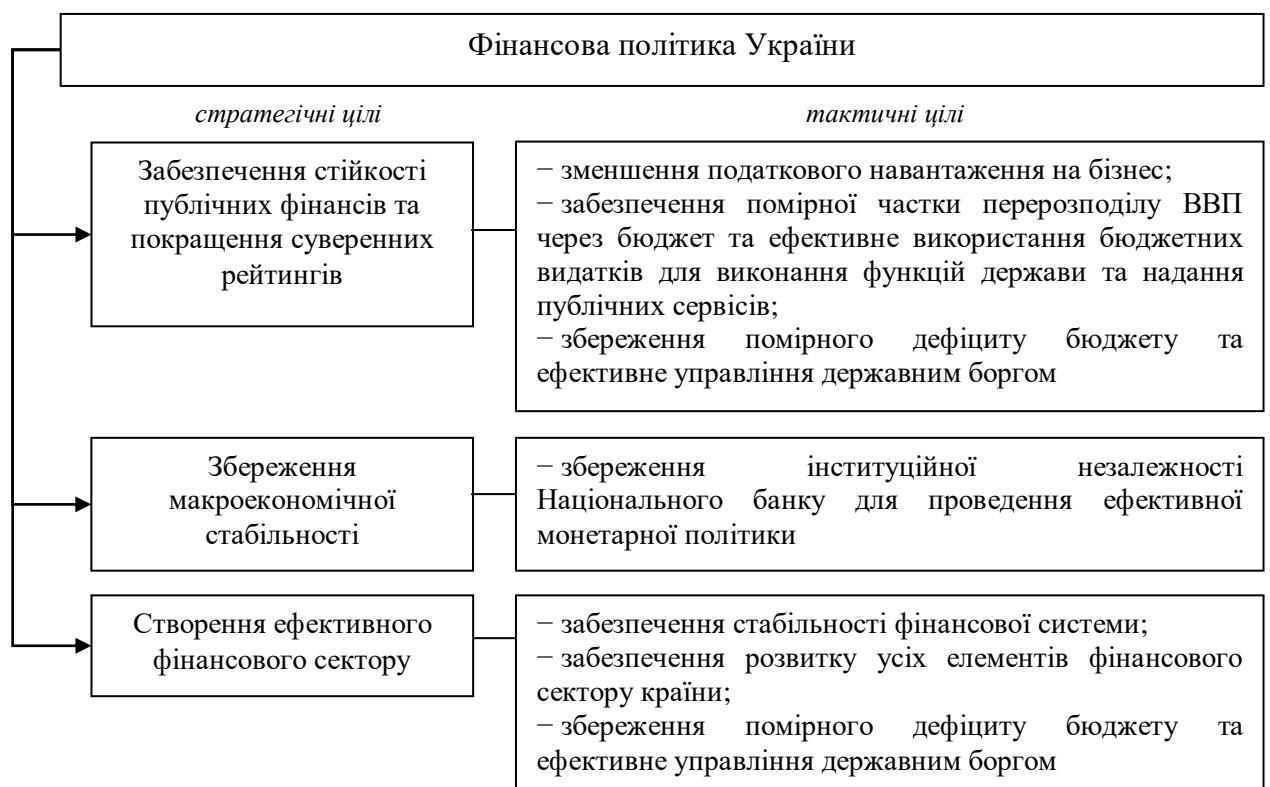 Фінансова політика України
стратегічні цілі
тактичні цілі
Забезпечення стійкості
публічних фінансів та
покращення суверенних
рейтингів
− зменшення податкового навантаження на бізнес;
− забезпечення помірної частки перерозподілу ВВП
через бюджет та ефективне використання бюджетних
видатків для виконання функцій держави та надання
публічних сервісів;
− збереження помірного дефіциту бюджету та
ефективне управління державним боргом
Збереження
макроекономічної
стабільності
− збереження інституційної незалежності
Національного банку для проведення ефективної
монетарної політики
Створення ефективного
фінансового сектору
− забезпечення стабільності фінансової системи;
− забезпечення розвитку усіх елементів фінансового
сектору країни;
− збереження помірного дефіциту бюджету та
ефективне управління державним боргом